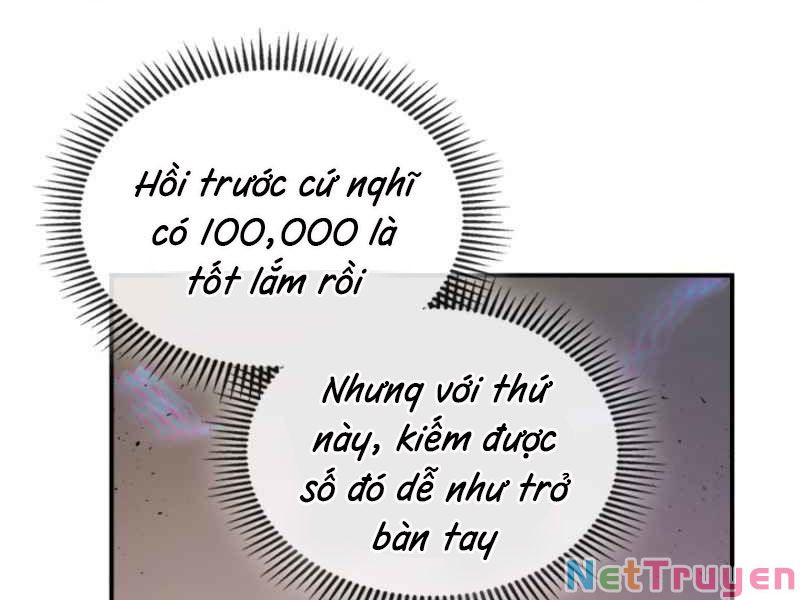 Hồi trước cứ nghĩ
có 100,000 là
tốt lắm rồi
Nhưng với thứ
này, kiếm được
số đó dễ như trở
bàn tay
NetTruyen